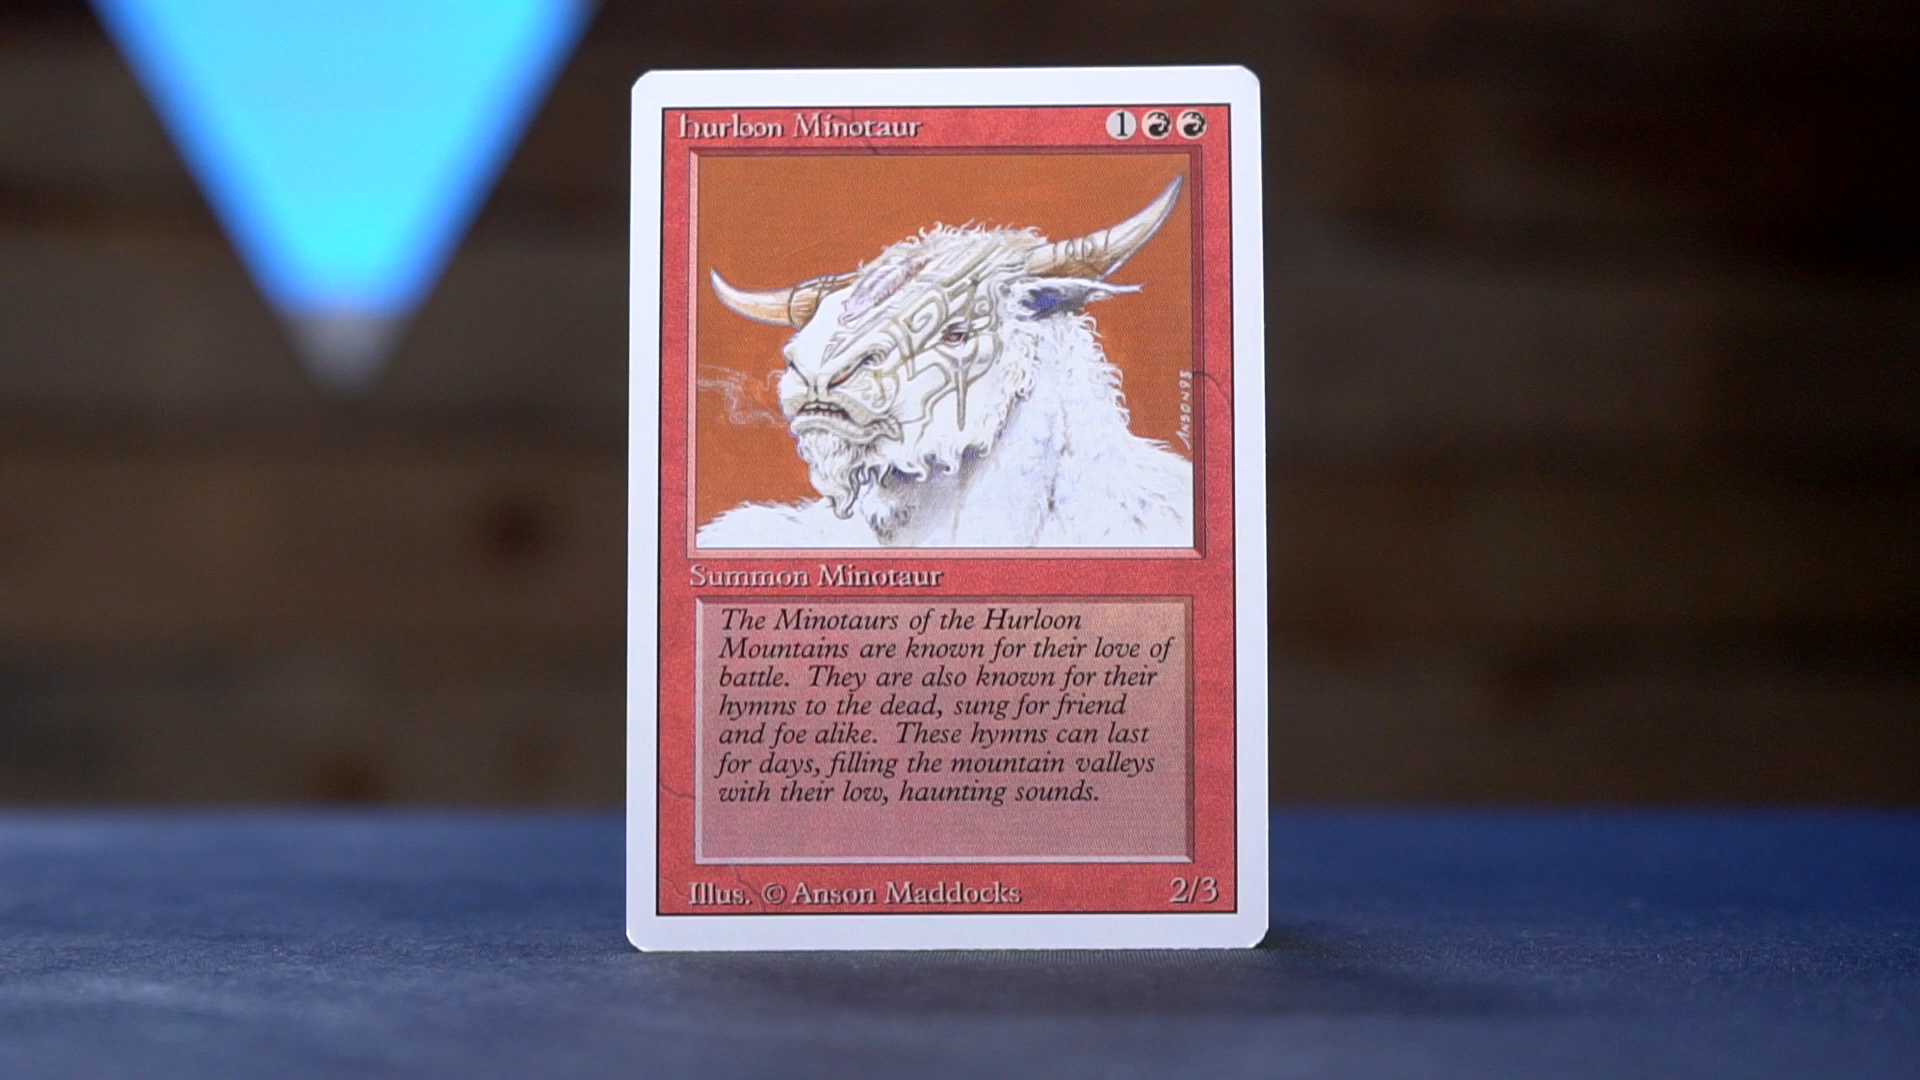 Hurloon Minotaur 1
ANSON93
Summon Minotaur
The Minotaurs of the Hurloon
Mountains are known for their love of
battle. They are also known for their
hymns to the dead, sung for friend
and foe alike. These hymns can last
for days, filling the mountain valleys
with their low, haunting sounds.
Illus. © Anson Maddocks 2/3